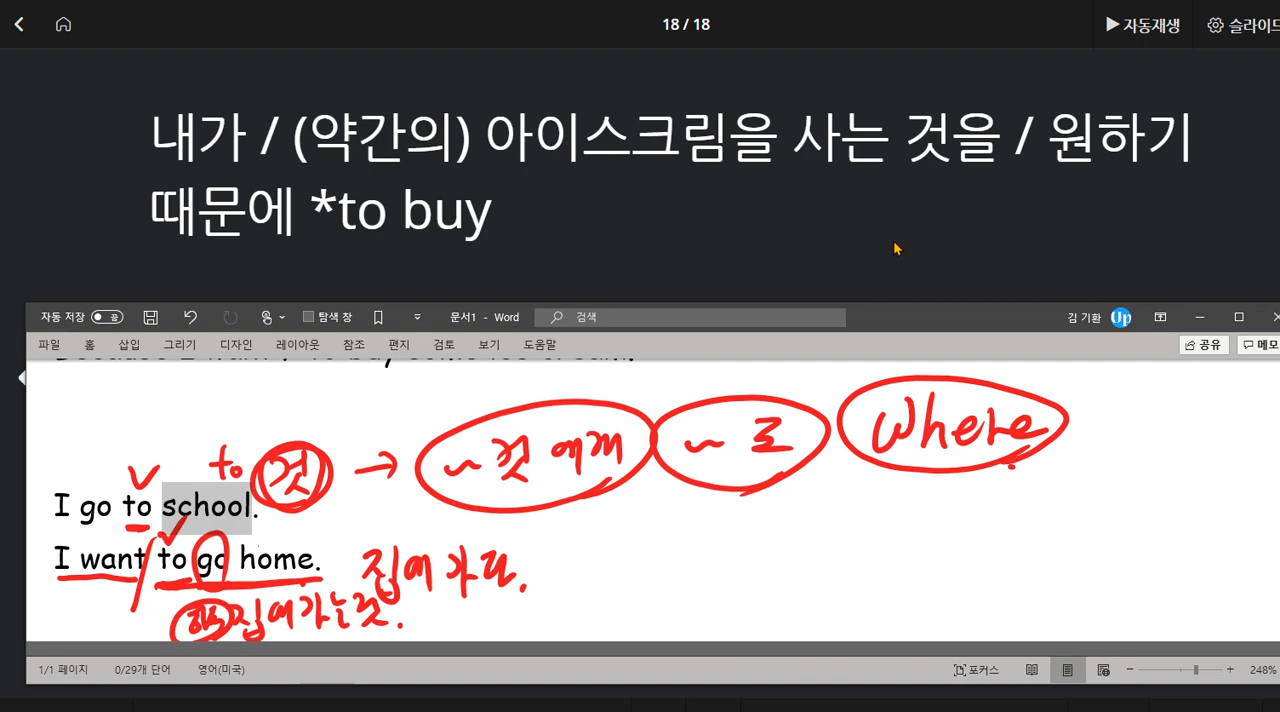 18 / 18
자동재생
슬라이드
내가 / (약간의) 아이스크림을 사는 것을 / 원하기
때문에 *to buy
자동 저장 끔
탐색 창
문서1 - Word
검색
김 기환
Up
파일 홈 삽입 그리기 디자인 레이아웃 참조 편지 검토 보기 도움말
공유
메모
to 것 → ~것 에게 ~로 Where
I go to school.
I want / to go home. 집에 가다.
집에 가는 것.
1/1 페이지 0/29개 단어 영어(미국)
포커스
248%